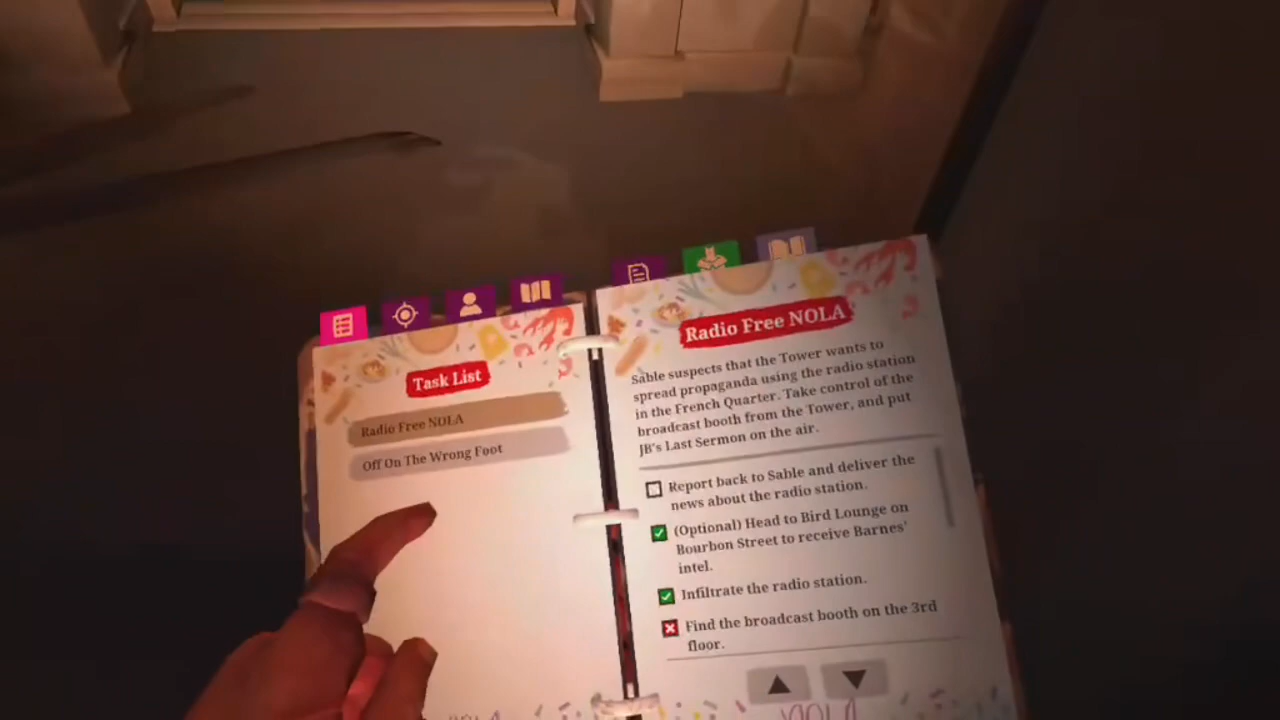 Task List
Radio Free NOLA
Off On The Wrong Foot
Radio Free NOLA
Sable suspects that the Tower wants to
spread propaganda using the radio station
in the French Quarter. Take control of the
broadcast booth from the Tower, and put
JB's Last Sermon on the air.
Report back to Sable and deliver the
news about the radio station.
(Optional) Head to Bird Lounge on
Bourbon Street to receive Barnes'
intel.
Infiltrate the radio station.
Find the broadcast booth on the 3rd
floor.